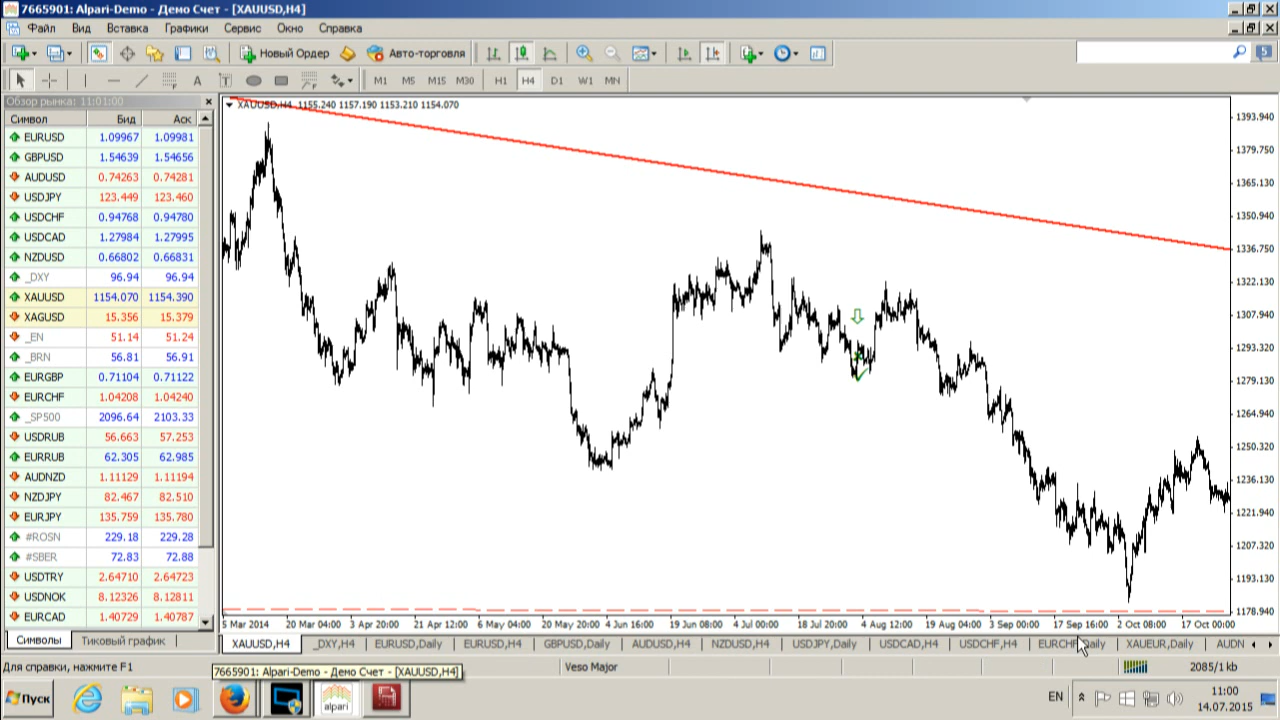 7665901: Alpari-Demo - Демо Счет - [XAUUSD,H4]
Файл Вид Вставка Графики Сервис Окно Справка
Новый Ордер Авто-торговля 5
A T M1 M5 M15 M30 H1 H4 D1 W1 MN
Обзор рынка: 11:01:00
Символ Бид Аск
EURUSD 1.09967 1.09981
GBPUSD 1.54639 1.54656
AUDUSD 0.74263 0.74281
USDJPY 123.449 123.460
USDCHF 0.94768 0.94780
USDCAD 1.27984 1.27995
NZDUSD 0.66802 0.66831
_DXY 96.94 96.94
XAUUSD 1154.070 1154.390
XAGUSD 15.356 15.379
_EN 51.14 51.24
_BRN 56.81 56.91
EURGBP 0.71104 0.71122
EURCHF 1.04208 1.04240
_SP500 2096.64 2103.33
USDRUB 56.663 57.253
EURRUB 62.305 62.985
AUDNZD 1.11129 1.11194
NZDJPY 82.467 82.510
EURJPY 135.759 135.780
#ROSN 229.18 229.28
#SBER 72.83 72.88
USDTRY 2.64710 2.64723
USDNOK 8.12326 8.12811
EURCAD 1.40729 1.40787
Символы Тиковый график
XAUUSD,H4 1155.240 1157.190 1153.210 1154.070
1393.940
1379.750
1365.130
1350.940
1336.750
1322.130
1307.940
1293.320
1279.130
1264.940
1250.320
1236.130
1221.940
1207.320
1193.130
1178.940
5 Mar 2014 20 Mar 04:00 3 Apr 20:00 21 Apr 12:00 6 May 04:00 20 May 20:00 4 Jun 16:00 19 Jun 08:00 4 Jul 00:00 18 Jul 20:00 4 Aug 12:00 19 Aug 04:00 3 Sep 00:00 17 Sep 16:00 2 Oct 08:00 17 Oct 00:00
XAUUSD,H4 _DXY,H4 EURUSD,Daily EURUSD,H4 GBPUSD,Daily AUDUSD,H4 NZDUSD,H4 USDJPY,Daily USDCAD,H4 USDCHF,H4 EURCHF,Daily XAUEUR,Daily AUDN
Для справки, нажмите F1 Veso Major 2085/1 kb
7665901: Alpari-Demo - Демо Счет - [XAUUSD,H4]
Пуск alpari EN 11:00
14.07.2015